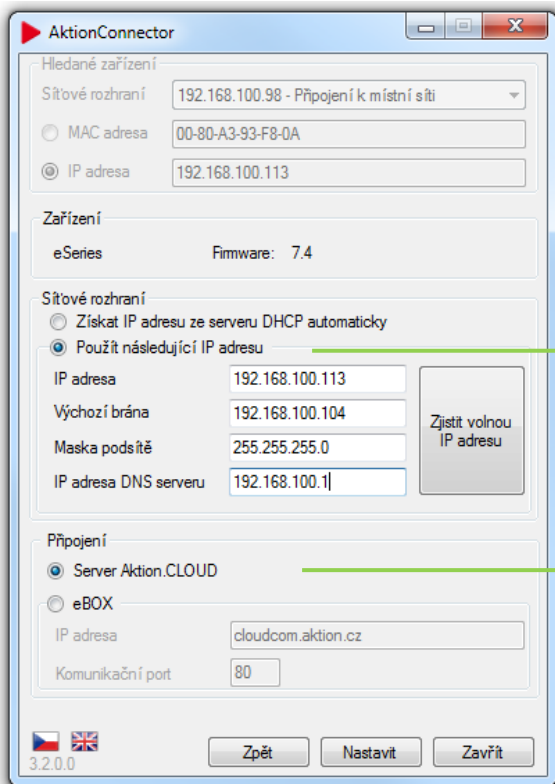 AktionConnector
Hledané zařízení
Síťové rozhraní 192.168.100.98 - Připojení k místní síti
MAC adresa 00-80-A3-93-F8-0A
IP adresa 192.168.100.113
Zařízení
eSeries Firmware: 7.4
Síťové rozhraní
Získat IP adresu ze serveru DHCP automaticky
Použít následující IP adresu
IP adresa 192.168.100.113
Výchozí brána 192.168.100.104
Maska podsítě 255.255.255.0
IP adresa DNS serveru 192.168.100.1
Zjistit volnou
IP adresu
Připojení
Server Aktion.CLOUD
eBOX
IP adresa cloudcom.aktion.cz
Komunikační port 80
3.2.0.0
Zpět Nastavit Zavřít